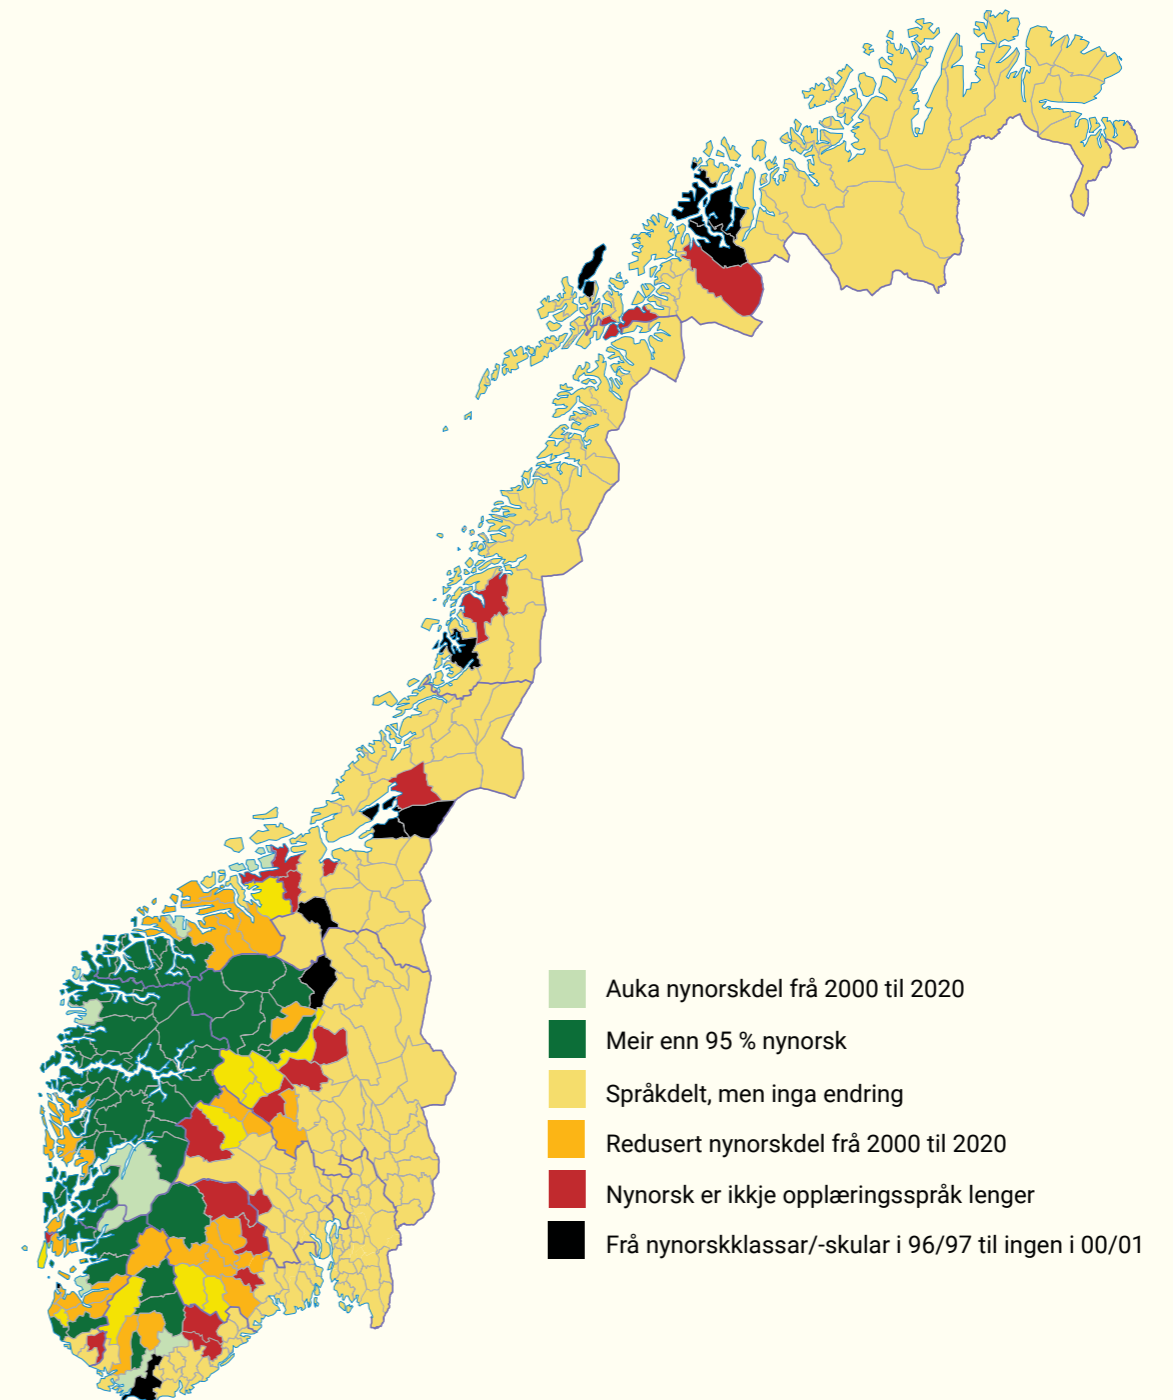 Auka nynorskdel frå 2000 til 2020
Meir enn 95 % nynorsk
Språkdelt, men inga endring
Redusert nynorskdel frå 2000 til 2020
Nynorsk er ikkje opplæringsspråk lenger
Frå nynorskklassar/-skular i 96/97 til ingen i 00/01